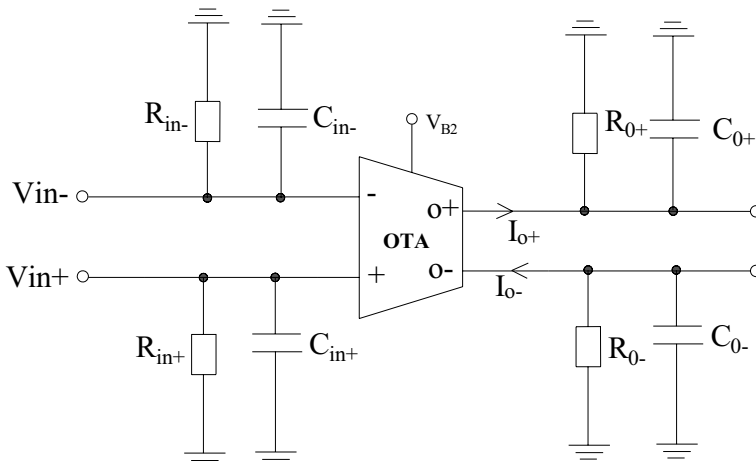 R_in-
C_in-
V_B2
R_0+
C_0+
Vin-
-
o+
I_o+
OTA
Vin+
+
o-
I_o-
R_in+
C_in+
R_0-
C_0-